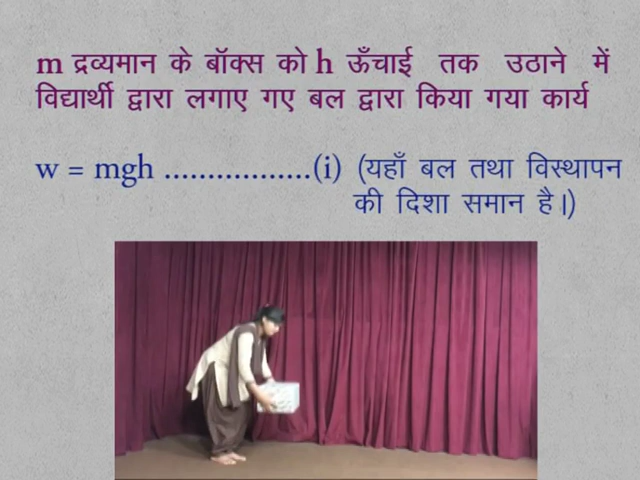 m द्रव्यमान के बॉक्स को h ऊँचाई तक उठाने में
विद्यार्थी द्वारा लगाए गए बल द्वारा किया गया कार्य
w = mgh .................(i) (यहाँ बल तथा विस्थापन
की दिशा समान है।)